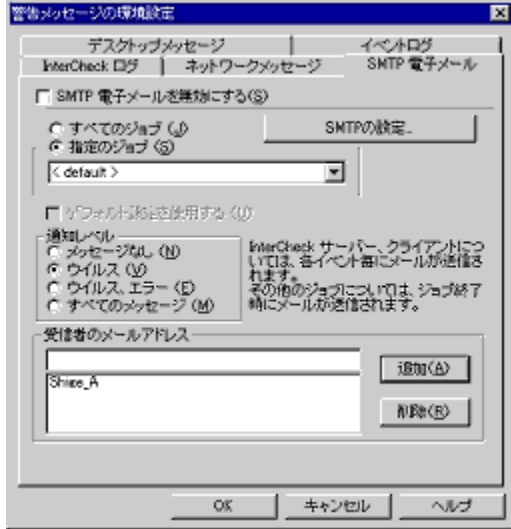 警告メッセージの環境設定
デスクトップメッセージ
イベントログ
InterCheck ログ
ネットワークメッセージ
SMTP 電子メール
SMTP 電子メールを無効にする(S)
すべてのジョブ (J)
指定のジョブ (S)
SMTPの設定...
< default >
デフォルト設定を使用する (U)
通知レベル
メッセージなし (N)
ウイルス (V)
ウイルス、エラー (E)
すべてのメッセージ (M)
InterCheck サーバー、クライアントにつ
いては、各イベント毎にメールが送信さ
れます。
その他のジョブについては、ジョブ終了
時にメールが送信されます。
受信者のメールアドレス
追加(A)
削除(R)
OK
キャンセル
ヘルプ